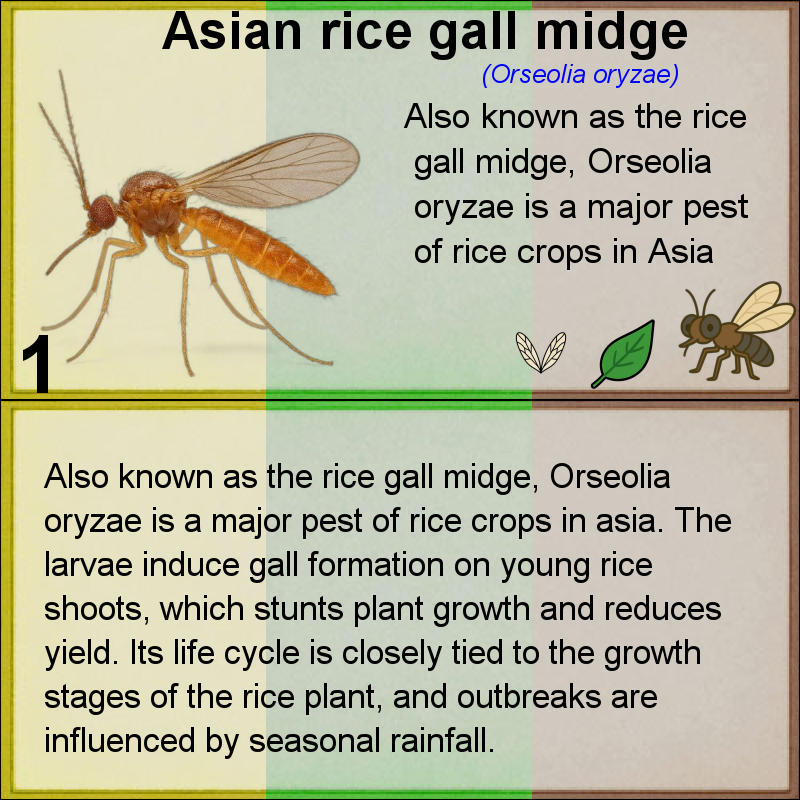 Asian rice gall midge
(Orseolia oryzae)
Also known as the rice
gall midge, Orseolia
oryzae is a major pest
of rice crops in Asia
1
Also known as the rice gall midge, Orseolia
oryzae is a major pest of rice crops in asia. The
larvae induce gall formation on young rice
shoots, which stunts plant growth and reduces
yield. Its life cycle is closely tied to the growth
stages of the rice plant, and outbreaks are
influenced by seasonal rainfall.